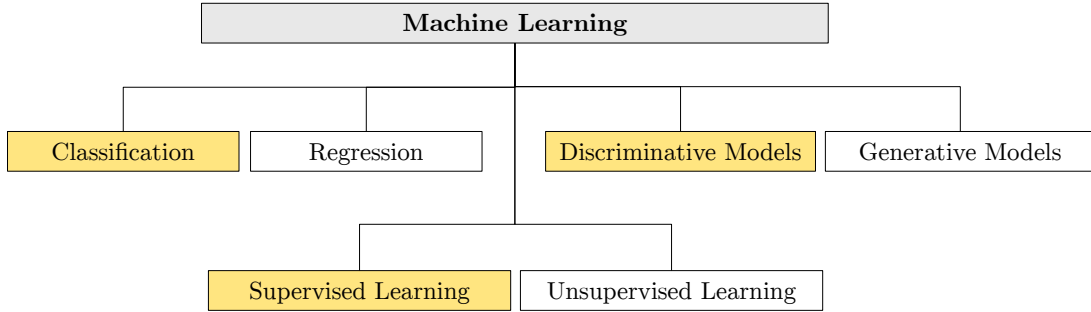 Machine Learning
Classification
Regression
Discriminative Models
Generative Models
Supervised Learning
Unsupervised Learning